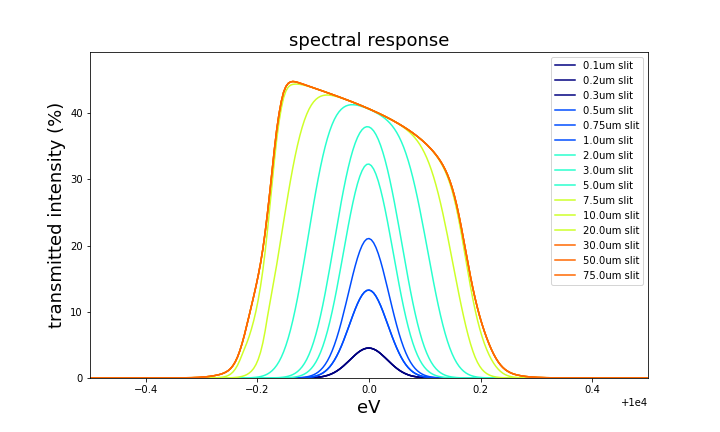 spectral response
transmitted intensity (%)
40
30
20
10
0
−0.4
−0.2
0.0
0.2
0.4
+1e4
eV
0.1um slit
0.2um slit
0.3um slit
0.5um slit
0.75um slit
1.0um slit
2.0um slit
3.0um slit
5.0um slit
7.5um slit
10.0um slit
20.0um slit
30.0um slit
50.0um slit
75.0um slit